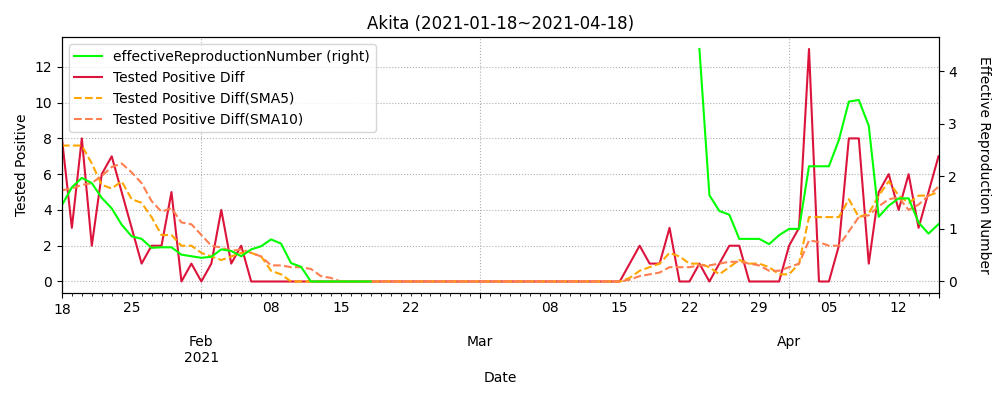 Akita (2021-01-18~2021-04-18)
effectiveReproductionNumber (right)
Tested Positive Diff
Tested Positive Diff(SMA5)
Tested Positive Diff(SMA10)
Tested Positive
12
10
8
6
4
2
0
4
3
2
1
0
Effective Reproduction Number
18 25 08 15 22 08 15 22 29 05 12
Feb Mar Apr
2021
Date